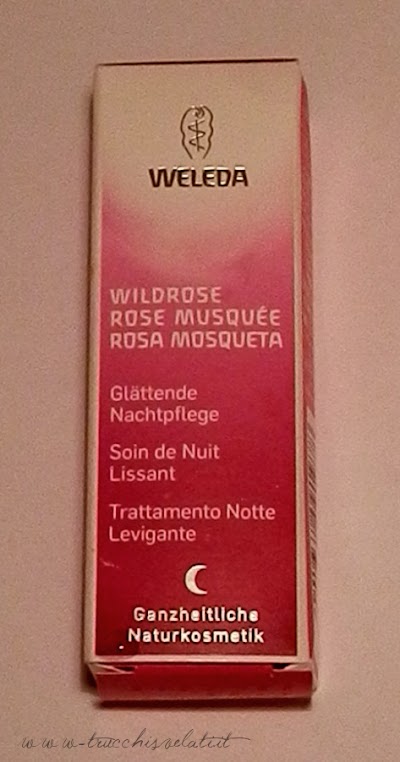 WELEDA
WILDROSE
ROSE MUSQUÉE
ROSA MOSQUETA
Glättende
Nachtpflege
Soin de Nuit
Lissant
Trattamento Notte
Levigante
Ganzheitliche
Naturkosmetik
www-trucchisvelati.it